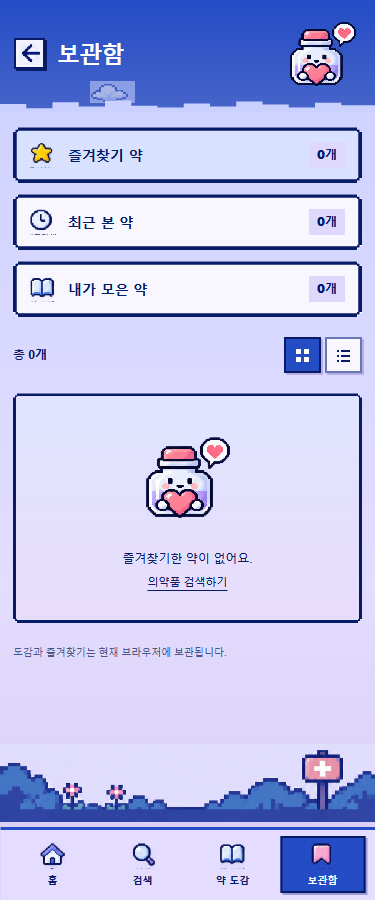 보관함
즐겨찾기 약
0개
최근 본 약
0개
내가 모은 약
0개
총 0개
즐겨찾기한 약이 없어요.
의약품 검색하기
도감과 즐겨찾기는 현재 브라우저에 보관됩니다.
홈
검색
약 도감
보관함